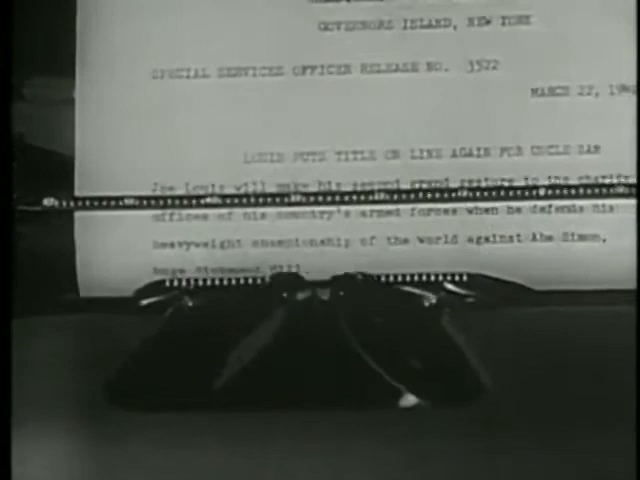 GOVERNORS ISLAND, NEW YORK
SPECIAL SERVICES OFFICER RELEASE NO. 3522
MARCH 22, 194
LOUIS PUTS TITLE ON LINE AGAIN FOR UNCLE SAM
Joe Louis will make his second grand gesture to the charity
offices of his country's armed forces when he defends his
heavyweight championship of the world against Abe Simon,
huge